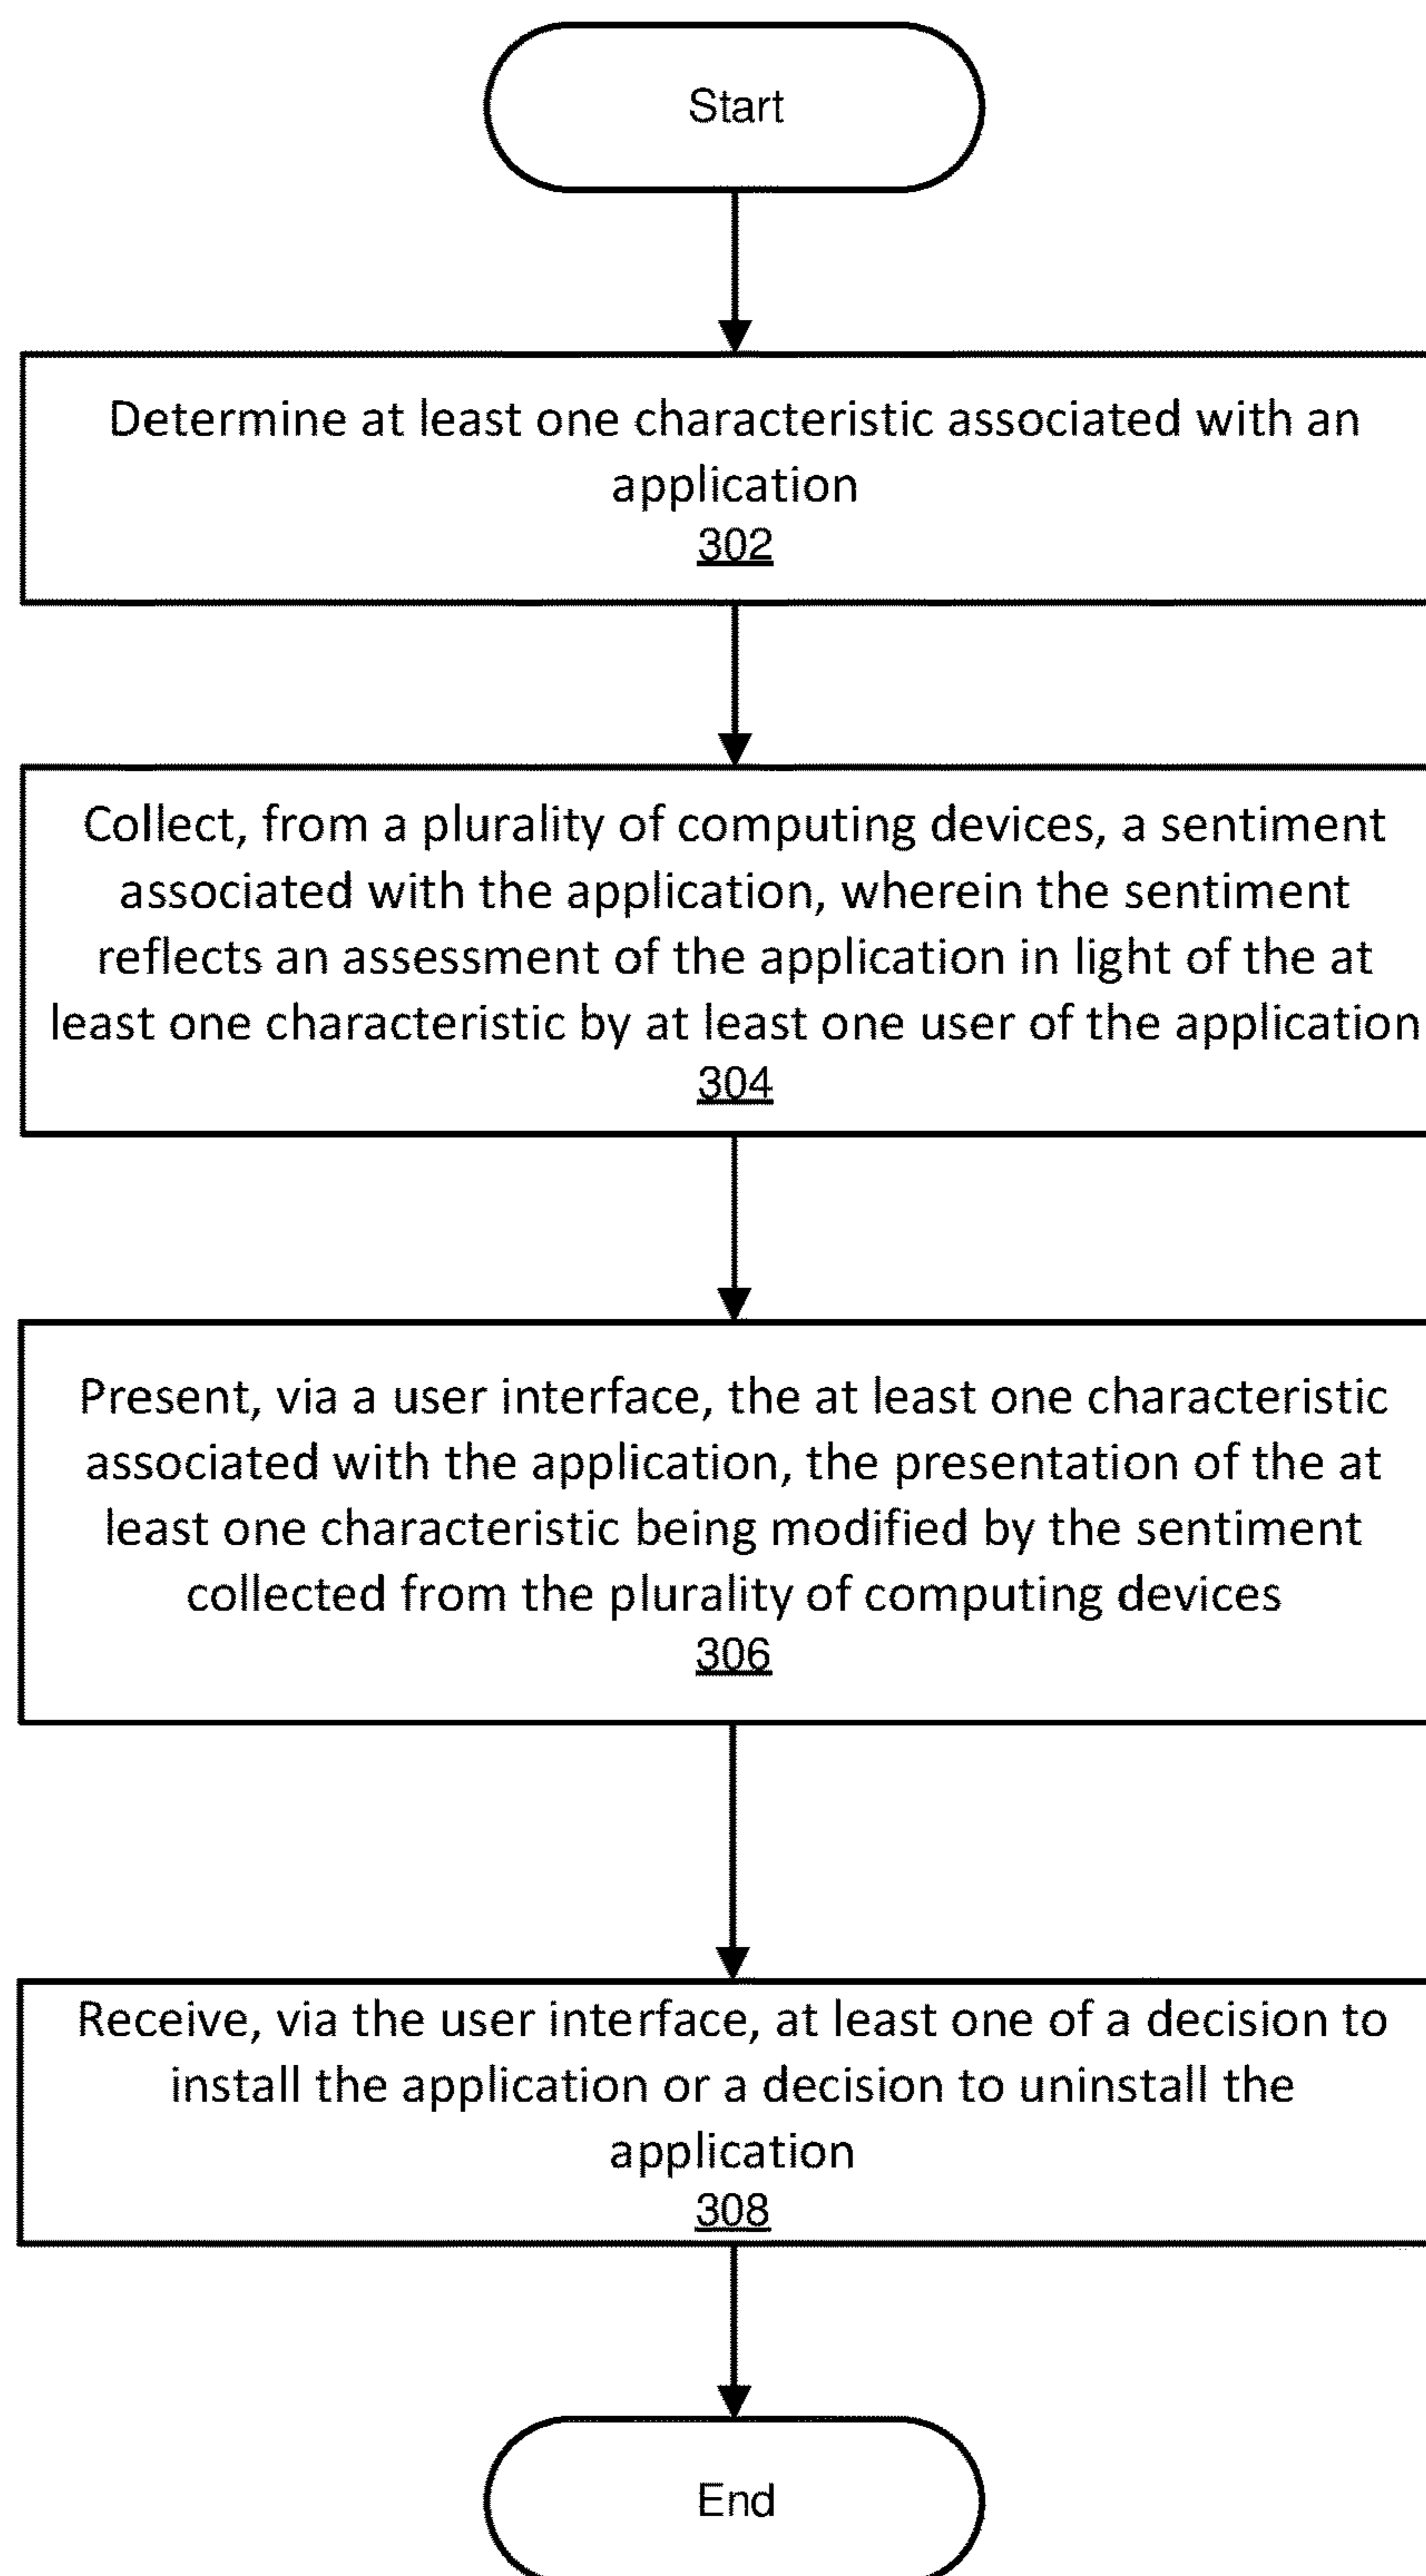 Start
Determine at least one characteristic associated with an
application
302
Collect, from a plurality of computing devices, a sentiment
associated with the application, wherein the sentiment
reflects an assessment of the application in light of the at
least one characteristic by at least one user of the application
304
Present, via a user interface, the at least one characteristic
associated with the application, the presentation of the at
least one characteristic being modified by the sentiment
collected from the plurality of computing devices
306
Receive, via the user interface, at least one of a decision to
install the application or a decision to uninstall the
application
308
End